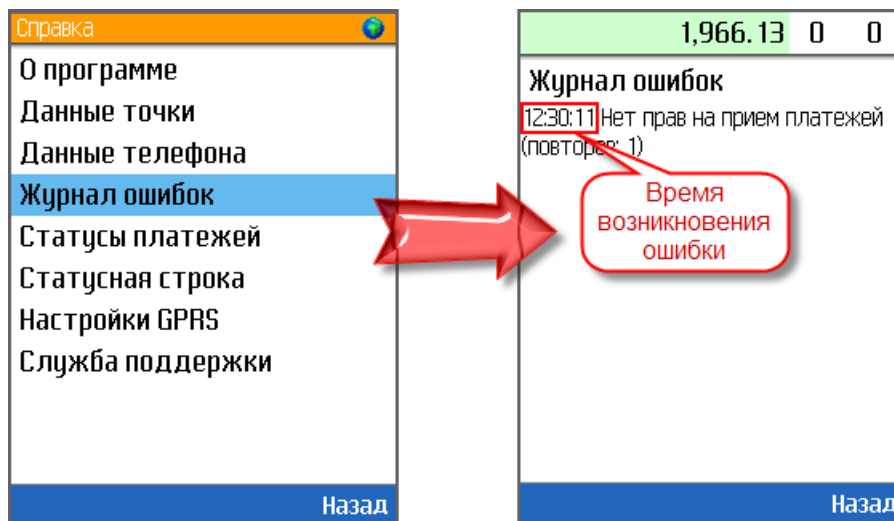 Справка
О программе
Данные точки
Данные телефона
Журнал ошибок
Статусы платежей
Статусная строка
Настройки GPRS
Служба поддержки
Назад
1,966.13 0 0
Журнал ошибок
12:30:11 Нет прав на прием платежей
(повторов: 1)
Время
возникновения
ошибки
Назад